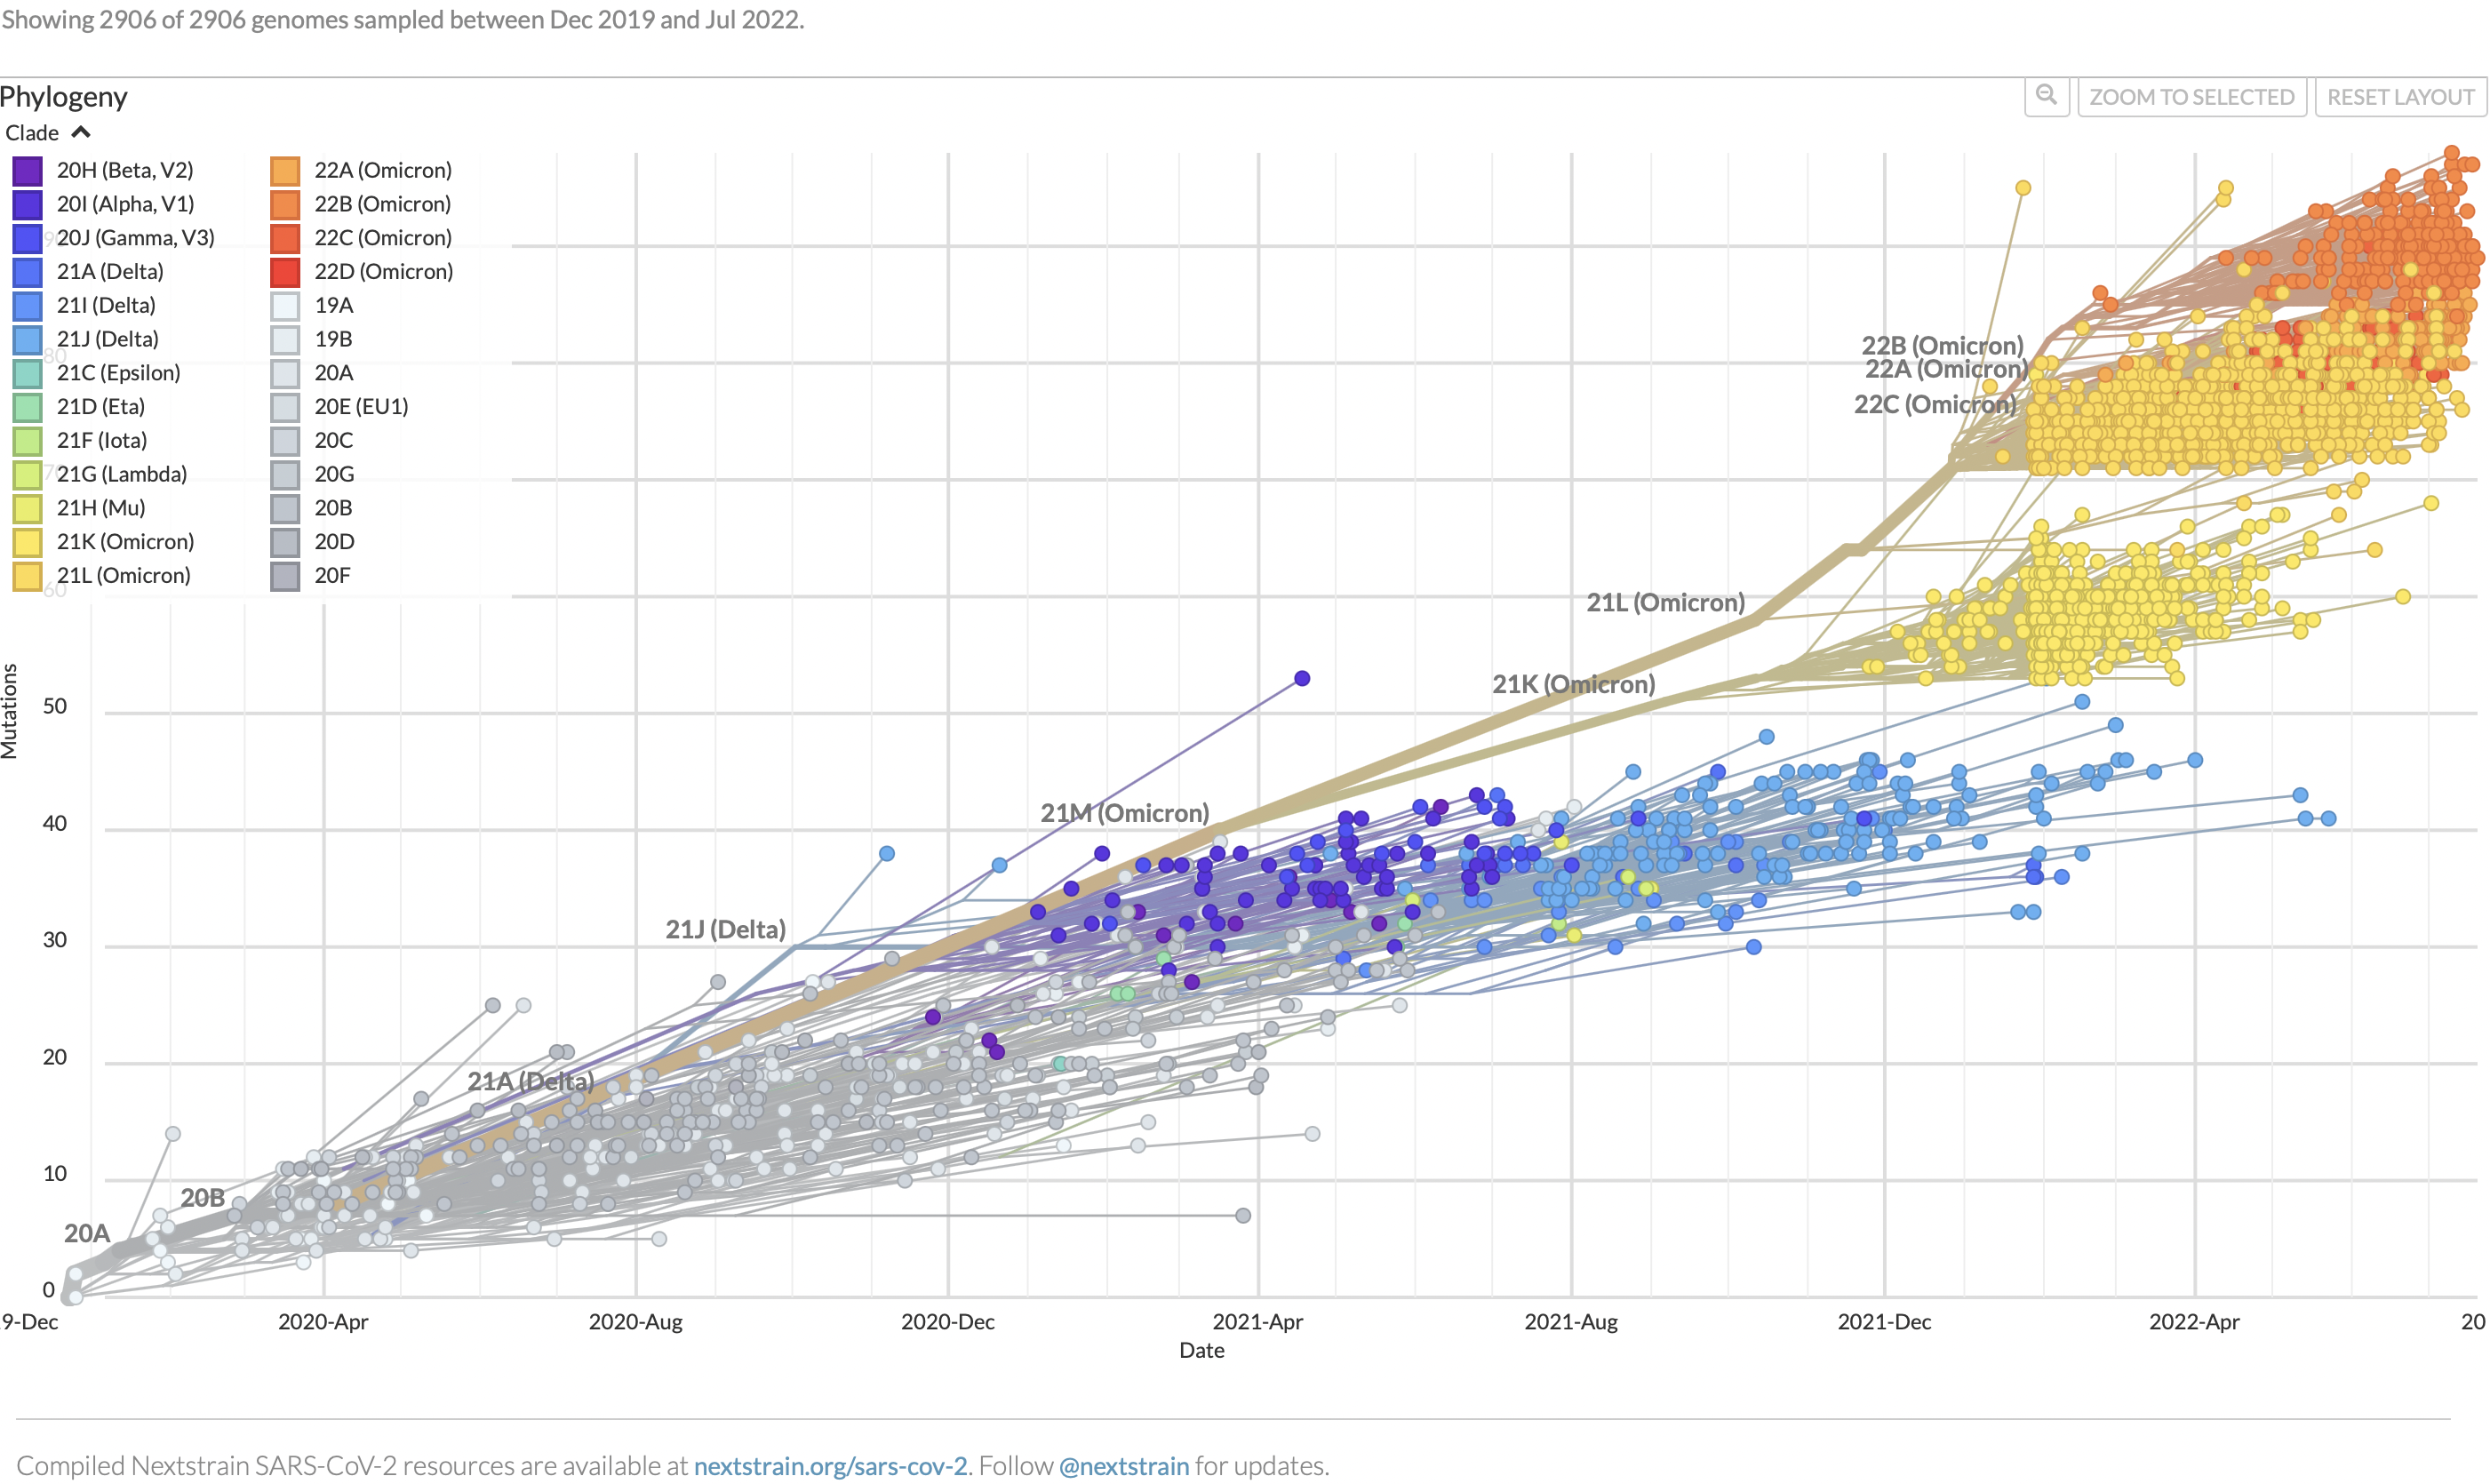 Showing 2906 of 2906 genomes sampled between Dec 2019 and Jul 2022.
Phylogeny
ZOOM TO SELECTED
RESET LAYOUT
Clade
20H (Beta, V2)
20I (Alpha, V1)
20J (Gamma, V3)
21A (Delta)
21I (Delta)
21J (Delta)
21C (Epsilon)
21D (Eta)
21F (Iota)
21G (Lambda)
21H (Mu)
21K (Omicron)
21L (Omicron)
22A (Omicron)
22B (Omicron)
22C (Omicron)
22D (Omicron)
19A
19B
20A
20E (EU1)
20C
20G
20B
20D
20F
22B (Omicron)
22A (Omicron)
22C (Omicron)
21L (Omicron)
21K (Omicron)
21M (Omicron)
21J (Delta)
21A (Delta)
20B
20A
Mutations
90
80
70
60
50
40
30
20
10
0
9-Dec
2020-Apr
2020-Aug
2020-Dec
2021-Apr
2021-Aug
2021-Dec
2022-Apr
20
Date
Compiled Nextstrain SARS-CoV-2 resources are available at nextstrain.org/sars-cov-2. Follow @nextstrain for updates.